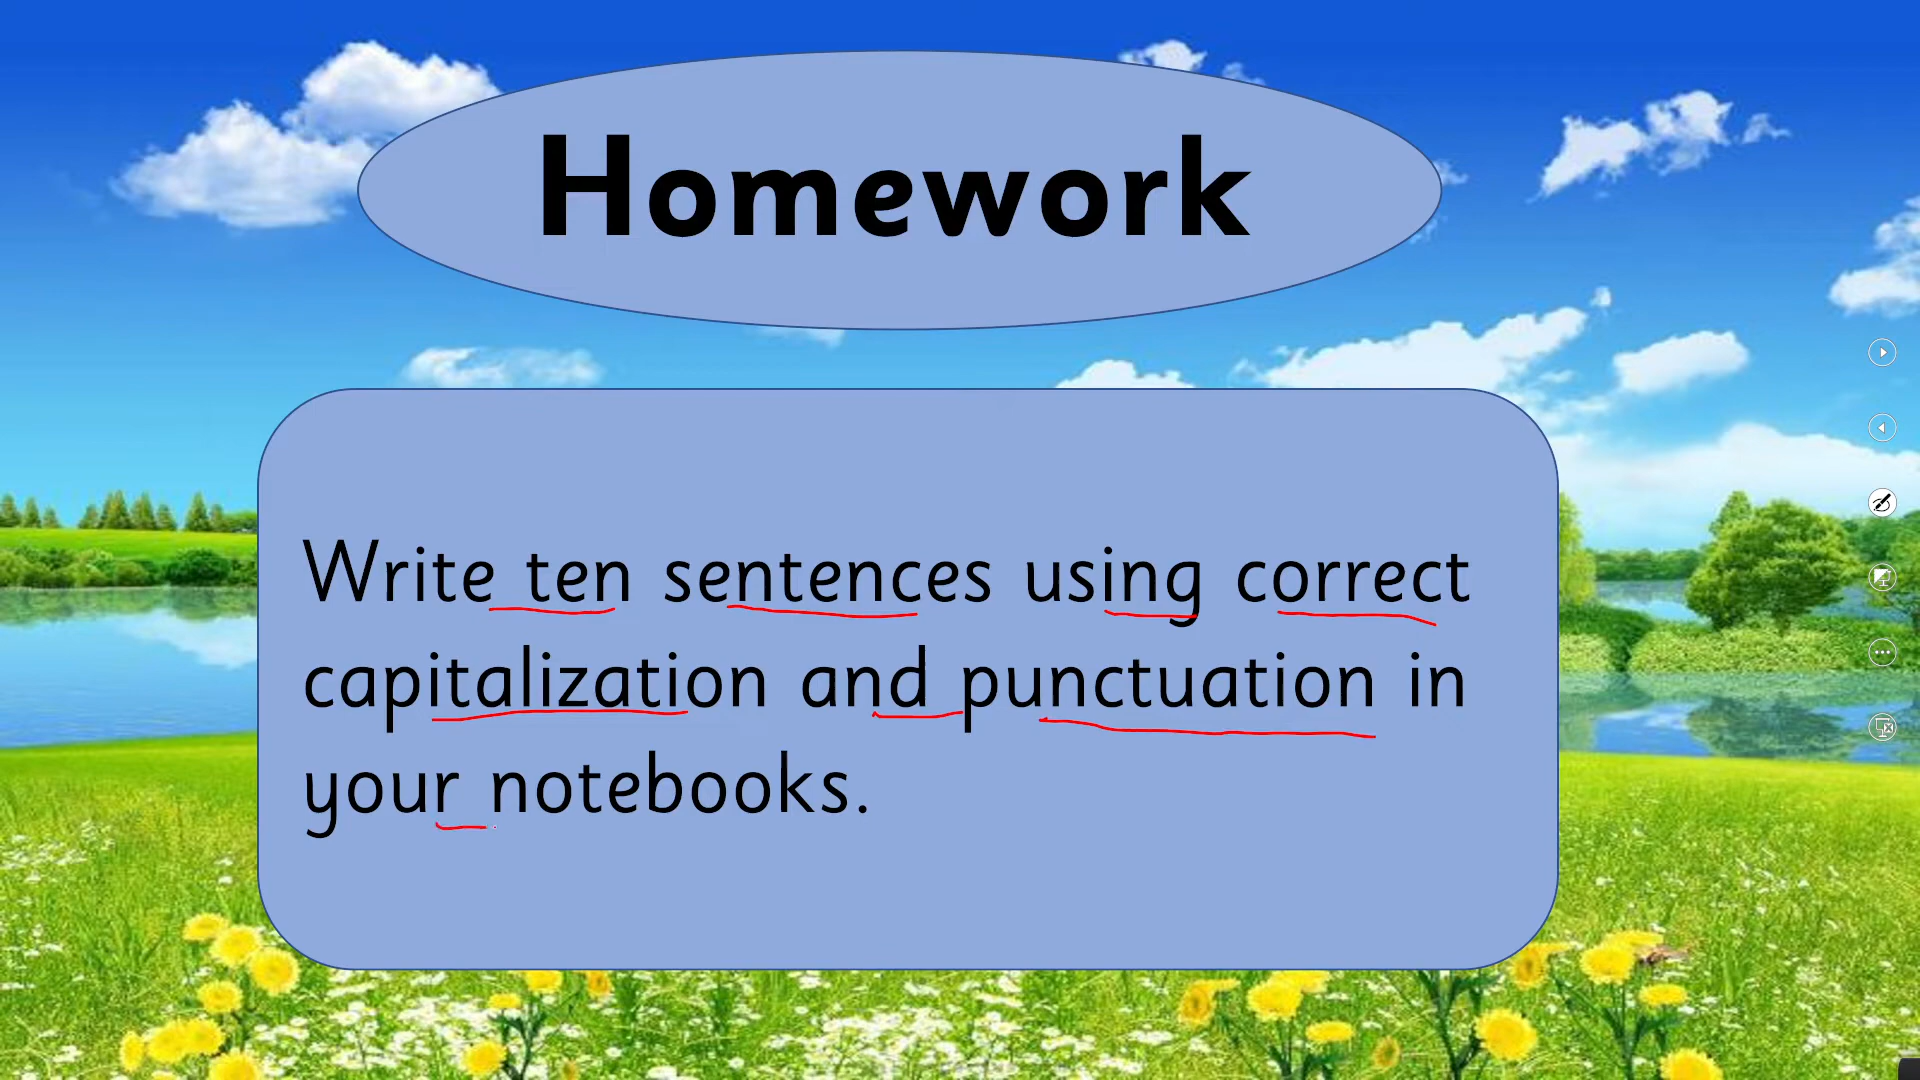 Homework
Write ten sentences using correct
capitalization and punctuation in
your notebooks.